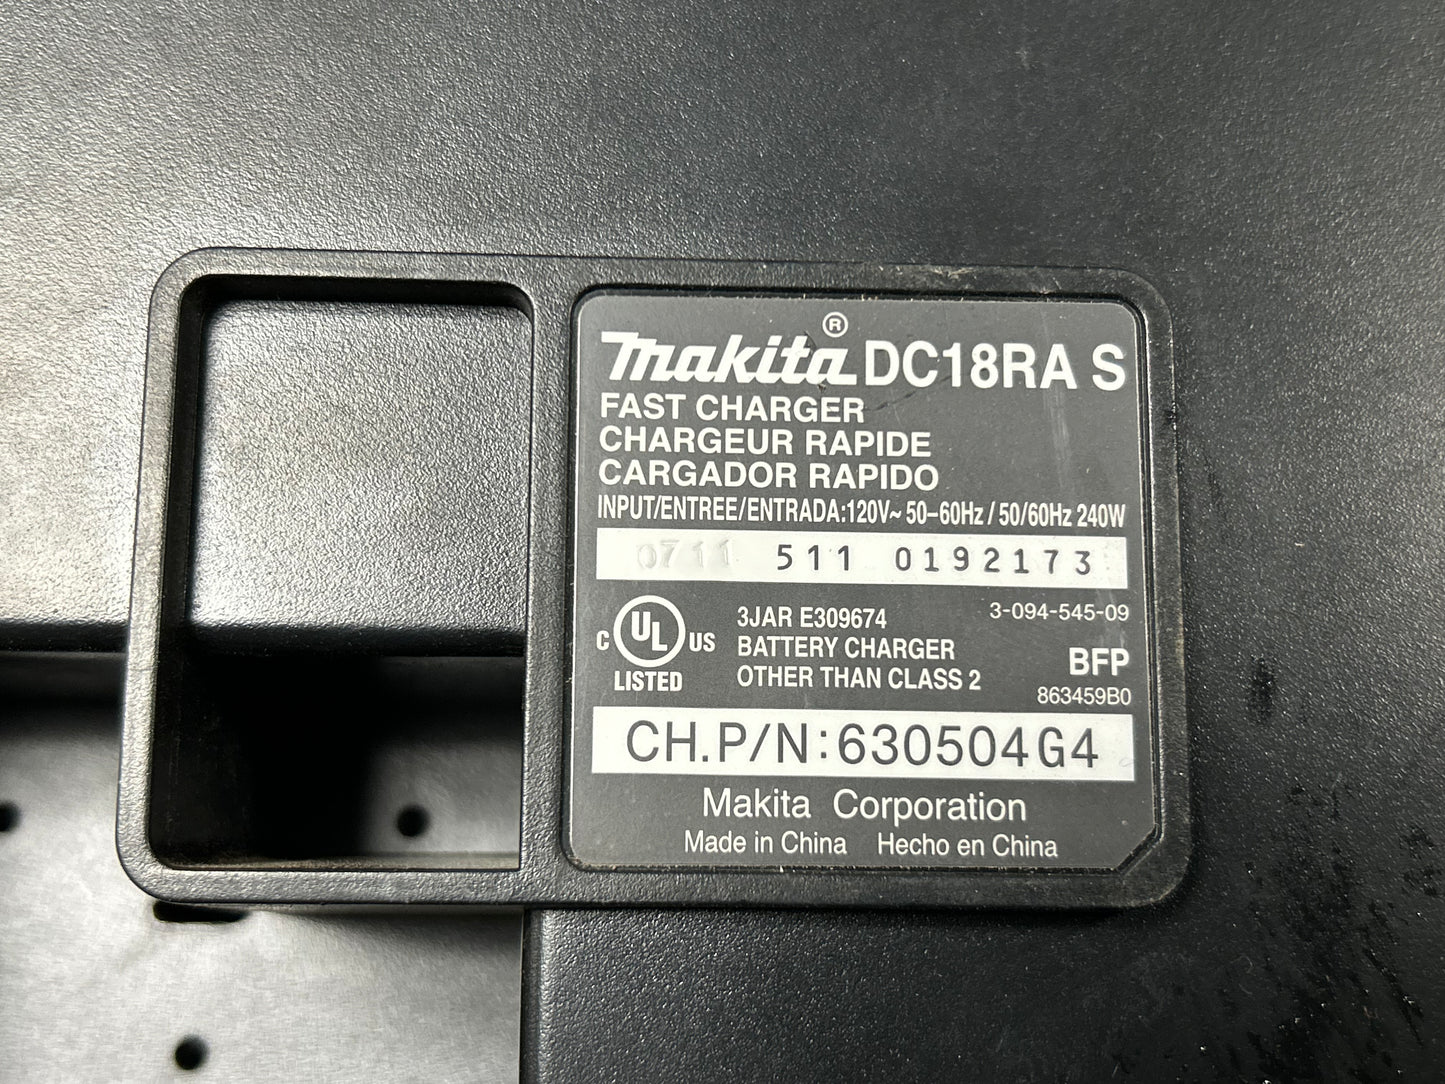 makita® DC18RA S
FAST CHARGER
CHARGEUR RAPIDE
CARGADOR RAPIDO
INPUT/ENTREE/ENTRADA:120V~ 50–60Hz / 50/60Hz 240W
0711 511 0192173
C UL US LISTED
3JAR E309674
BATTERY CHARGER
OTHER THAN CLASS 2
3-094-545-09
BFP
863459B0
CH.P/N:630504G4
Makita Corporation
Made in China Hecho en China